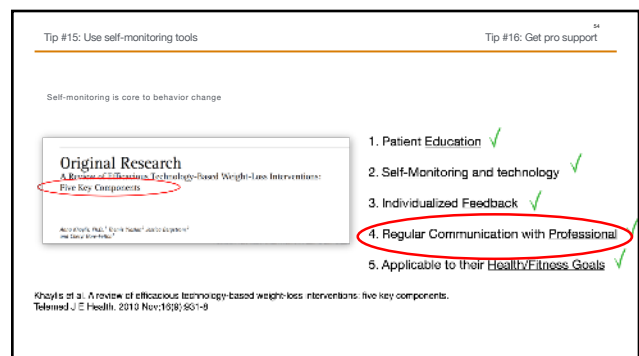 54
Tip #15: Use self-monitoring tools
Tip #16: Get pro support
Self-monitoring is core to behavior change
Original Research
A Review of Efficacious Technology-Based Weight-Loss Interventions:
Five Key Components
and
1. Patient Education
2. Self-Monitoring and technology
3. Individualized Feedback
4. Regular Communication with Professional
5. Applicable to their Health/Fitness Goals
Khaylis et al. A review of efficacious technology-based weight-loss interventions: five key components.
Telemed J E Health. 2010 Nov;16(9):931-8